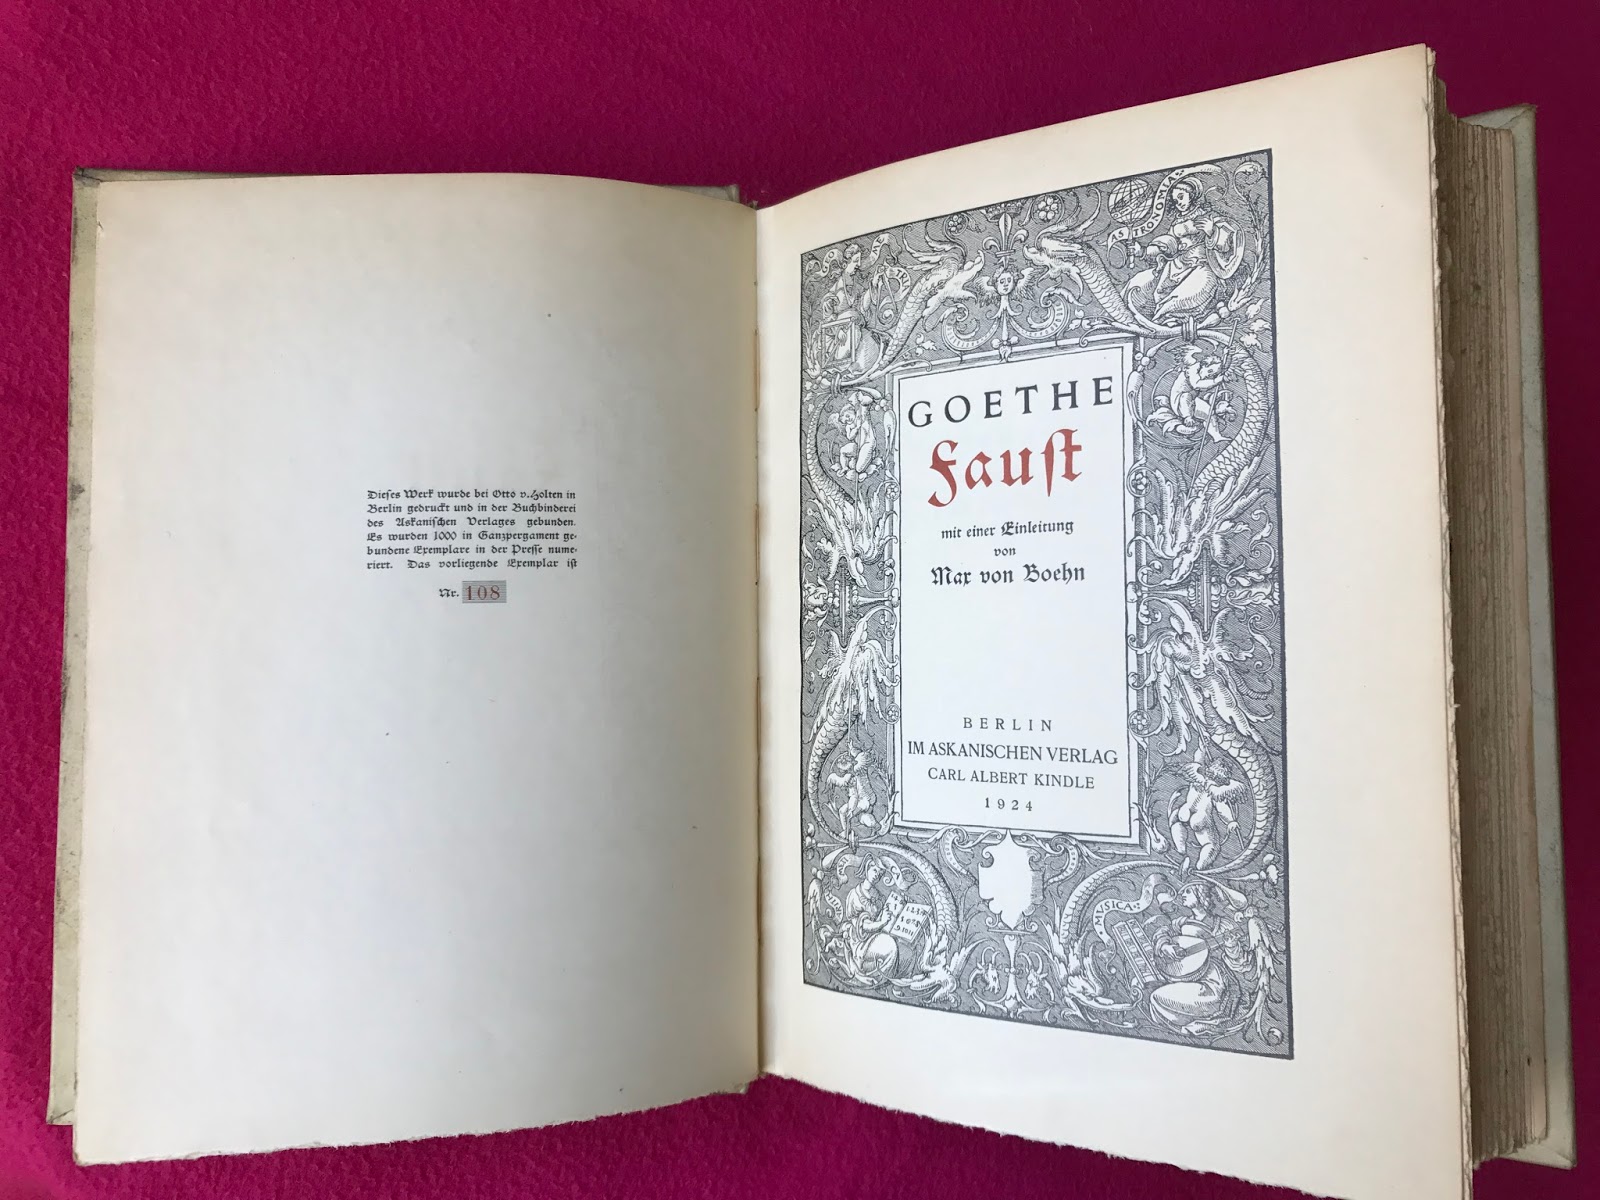 Dieses Werk wurde bei Otto v. Holten in
Berlin gedruckt und in der Buchbinderei
des Askanischen Verlages gebunden.
Es wurden 1000 in Ganzpergament ge-
bundene Exemplare in der Presse nume-
riert. Das vorliegende Exemplar ist
Nr. 108
ASTRONOMIA
GOETHE
Faust
mit einer Einleitung
von
Max von Boehn
BERLIN
IM ASKANISCHEN VERLAG
CARL ALBERT KINDLE
1924
MUSICA